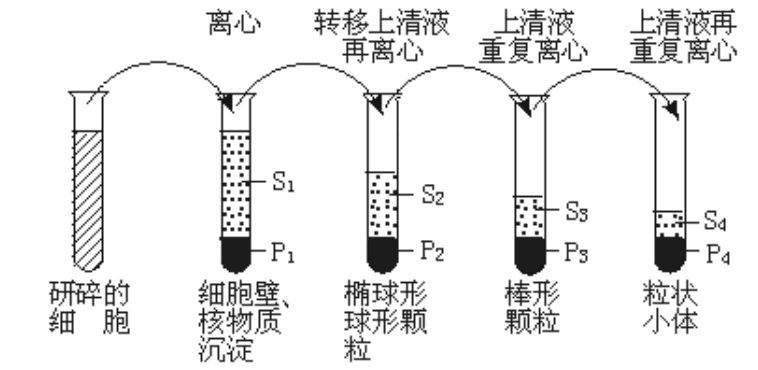 离心
转移上清液
再离心
上清液
重复离心
上清液再
重复离心
S1
P1
S2
P2
S3
P3
S4
P4
研碎的
细 胞
细胞壁、
核物质
沉淀
椭球形
球形颗
粒
棒形
颗粒
粒状
小体